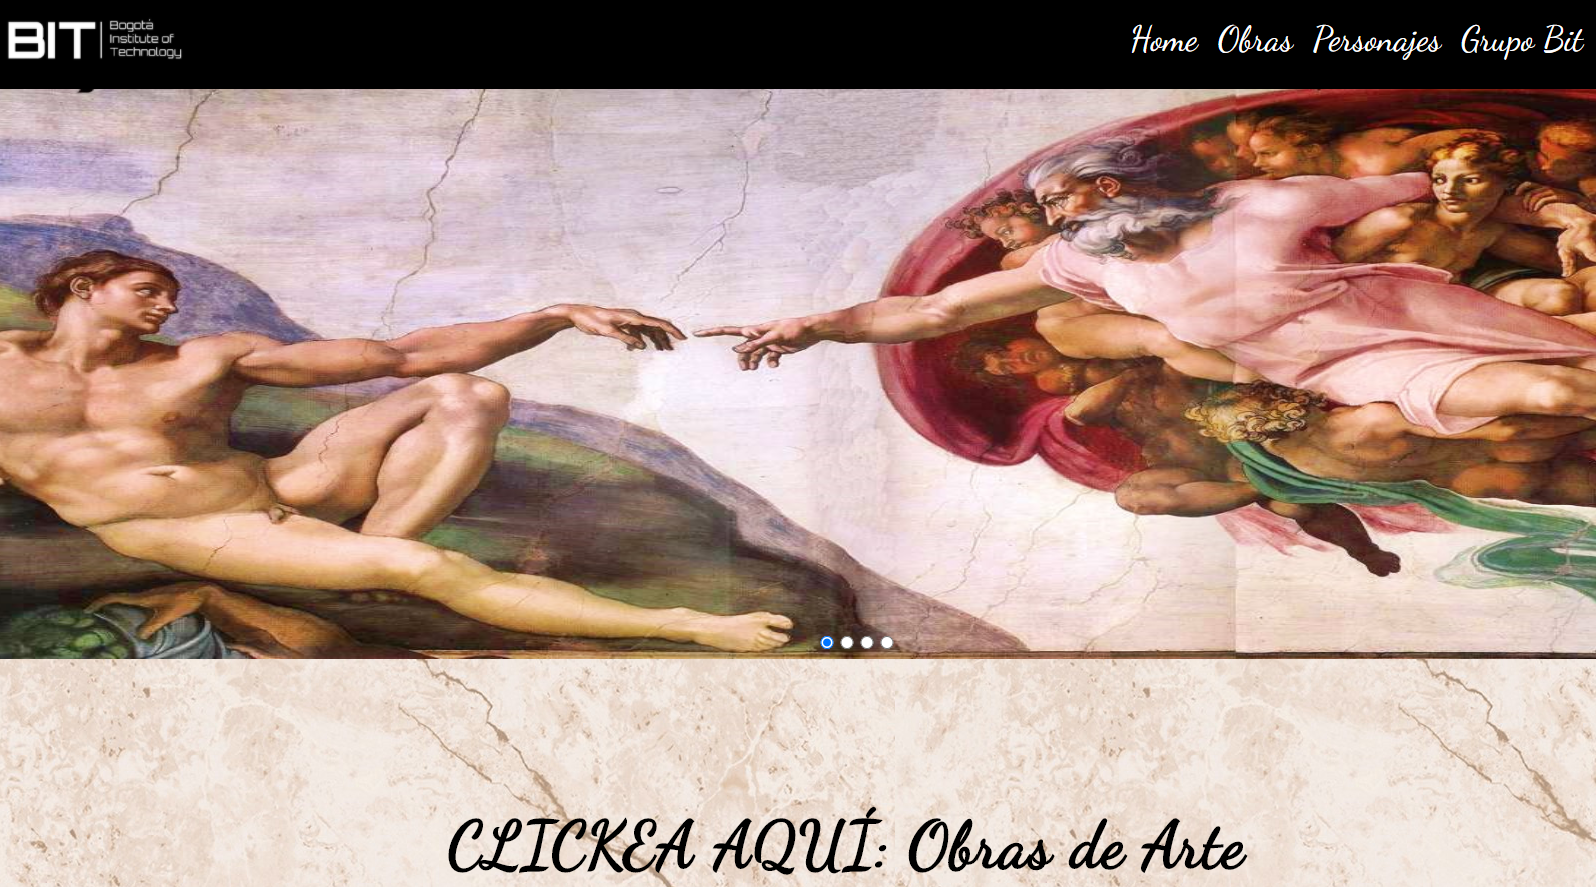 BIT
Bogotá
Institute of
Technology
Home Obras Personajes Grupo Bit
CLICKEA AQUÍ: Obras de Arte